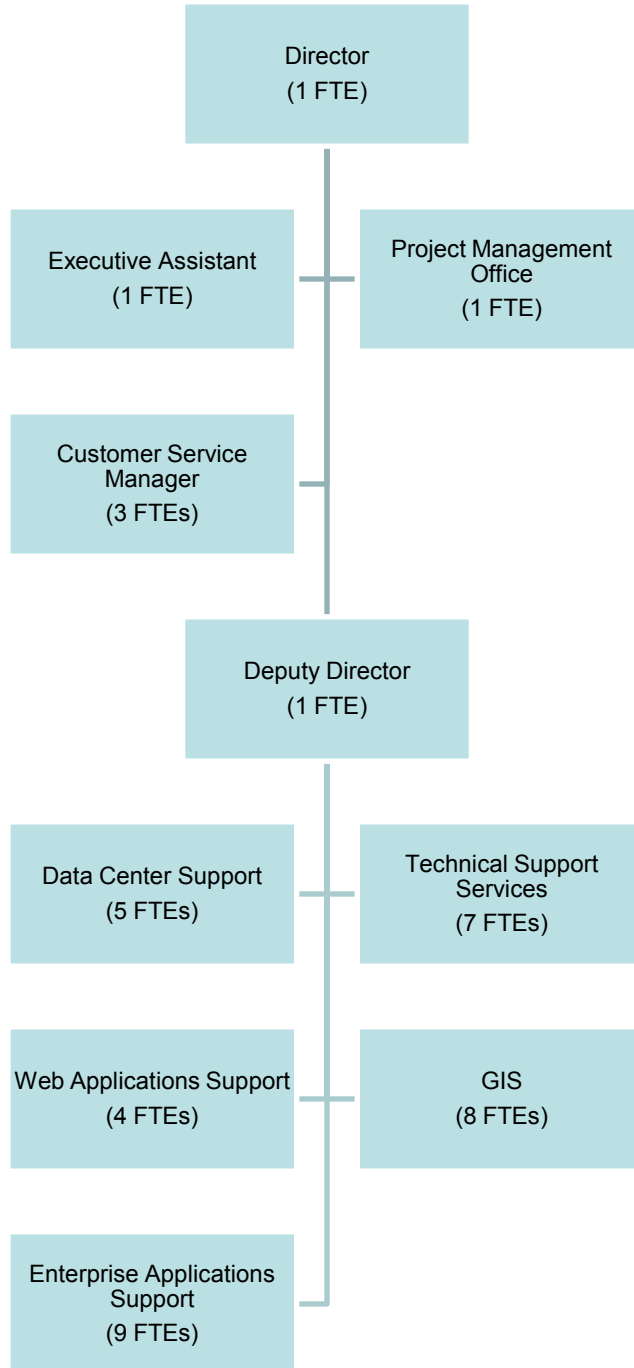 Director
(1 FTE)
Executive Assistant
(1 FTE)
Project Management
Office
(1 FTE)
Customer Service
Manager
(3 FTEs)
Deputy Director
(1 FTE)
Data Center Support
(5 FTEs)
Technical Support
Services
(7 FTEs)
Web Applications Support
(4 FTEs)
GIS
(8 FTEs)
Enterprise Applications
Support
(9 FTEs)